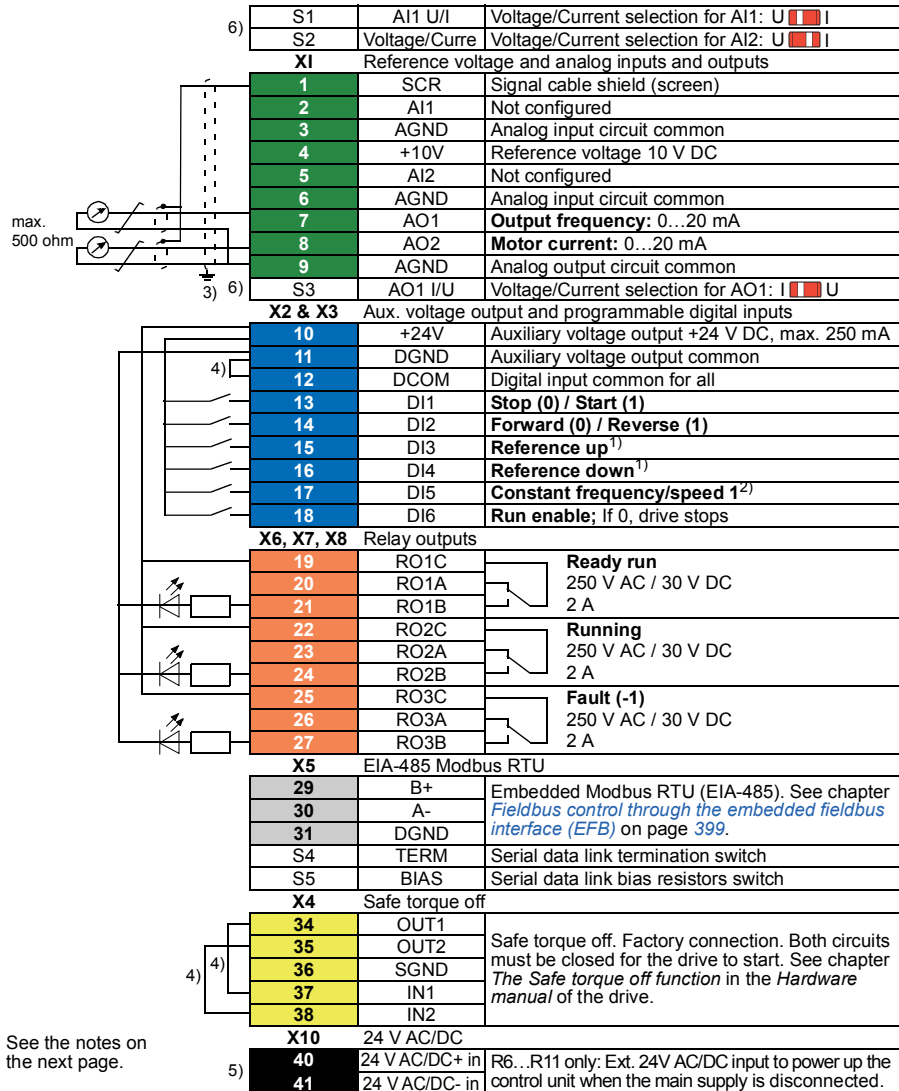 6) S1 AI1 U/I Voltage/Current selection for AI1: U I
S2 Voltage/Curre Voltage/Current selection for AI2: U I
XI Reference voltage and analog inputs and outputs
1 SCR Signal cable shield (screen)
2 AI1 Not configured
3 AGND Analog input circuit common
4 +10V Reference voltage 10 V DC
5 AI2 Not configured
6 AGND Analog input circuit common
max.
500 ohm
7 AO1 Output frequency: 0…20 mA
8 AO2 Motor current: 0…20 mA
9 AGND Analog output circuit common
3) 6) S3 AO1 I/U Voltage/Current selection for AO1: I U
X2 & X3 Aux. voltage output and programmable digital inputs
10 +24V Auxiliary voltage output +24 V DC, max. 250 mA
11 DGND Auxiliary voltage output common
4)
12 DCOM Digital input common for all
13 DI1 Stop (0) / Start (1)
14 DI2 Forward (0) / Reverse (1)
15 DI3 Reference up1)
16 DI4 Reference down1)
17 DI5 Constant frequency/speed 12)
18 DI6 Run enable; If 0, drive stops
X6, X7, X8 Relay outputs
19 RO1C Ready run
20 RO1A 250 V AC / 30 V DC
21 RO1B 2 A
22 RO2C Running
23 RO2A 250 V AC / 30 V DC
24 RO2B 2 A
25 RO3C Fault (-1)
26 RO3A 250 V AC / 30 V DC
27 RO3B 2 A
X5 EIA-485 Modbus RTU
29 B+ Embedded Modbus RTU (EIA-485). See chapter
30 A- Fieldbus control through the embedded fieldbus
31 DGND interface (EFB) on page 399.
S4 TERM Serial data link termination switch
S5 BIAS Serial data link bias resistors switch
X4 Safe torque off
34 OUT1
35 OUT2 Safe torque off. Factory connection. Both circuits
4) 4) 36 SGND must be closed for the drive to start. See chapter
37 IN1 The Safe torque off function in the Hardware
38 IN2 manual of the drive.
X10 24 V AC/DC
See the notes on
the next page.
5) 40 24 V AC/DC+ in R6…R11 only: Ext. 24V AC/DC input to power up the
41 24 V AC/DC- in control unit when the main supply is disconnected.